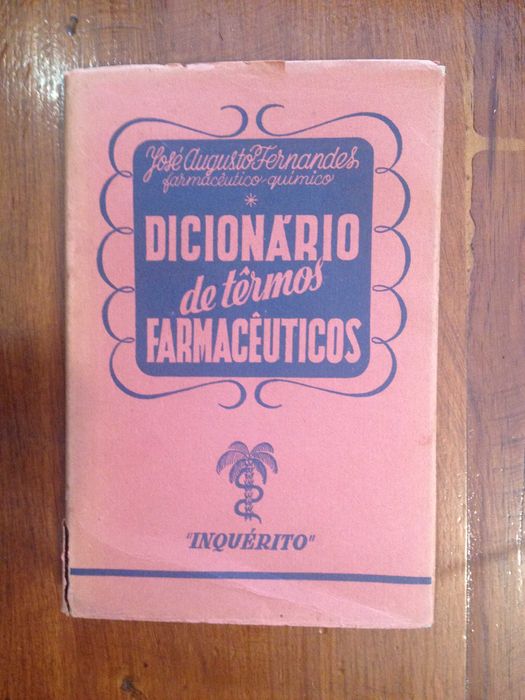 José Augusto Fernandes
farmacêutico-químico
*
DICIONÁRIO
de têrmos
FARMACÊUTICOS
"INQUÉRITO"